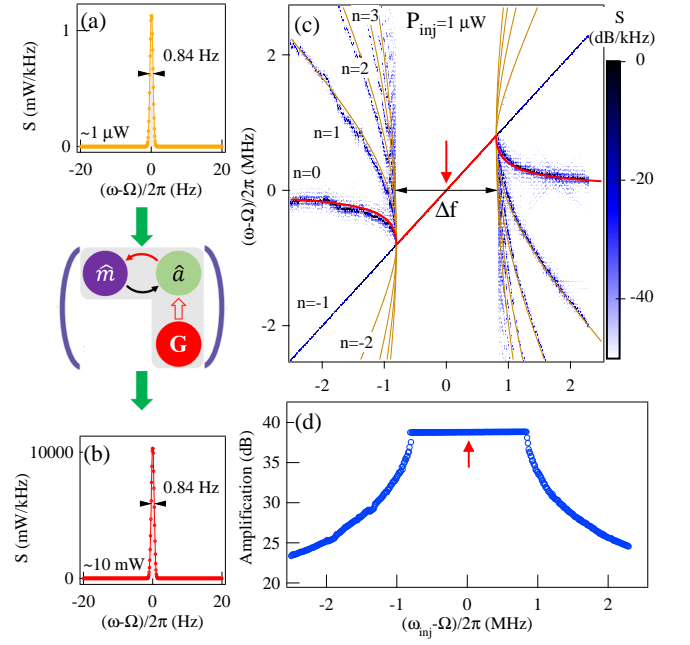 (a)
S (mW/kHz)
1
0
0.84 Hz
~1 μW
-20 0 20
(ω-Ω)/2π (Hz)
m̂ â
G
(b)
S (mW/kHz)
10000
0
0.84 Hz
~10 mW
-20 0 20
(ω-Ω)/2π (Hz)
(c)
n=3
P_inj=1 μW
n=2
n=1
n=0
n=-1
n=-2
Δf
(ω-Ω)/2π (MHz)
2
0
-2
-2 -1 0 1 2
S
(dB/kHz)
0
-20
-40
(d)
Amplification (dB)
40
35
30
25
20
-2 -1 0 1 2
(ω_inj-Ω)/2π (MHz)